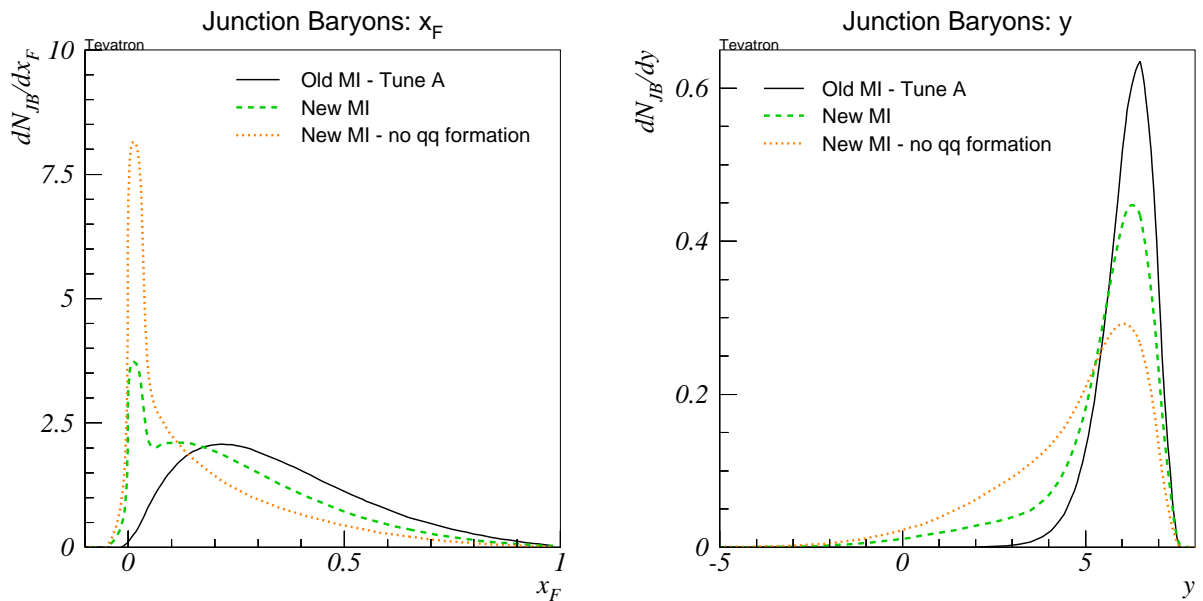 Junction Baryons: x_F
Tevatron
dN_JB/dx_F
10
7.5
5
2.5
0
Old MI - Tune A
New MI
New MI - no qq formation
0
0.5
1
x_F
Junction Baryons: y
Tevatron
dN_JB/dy
0.6
0.4
0.2
0
Old MI - Tune A
New MI
New MI - no qq formation
-5
0
5
y